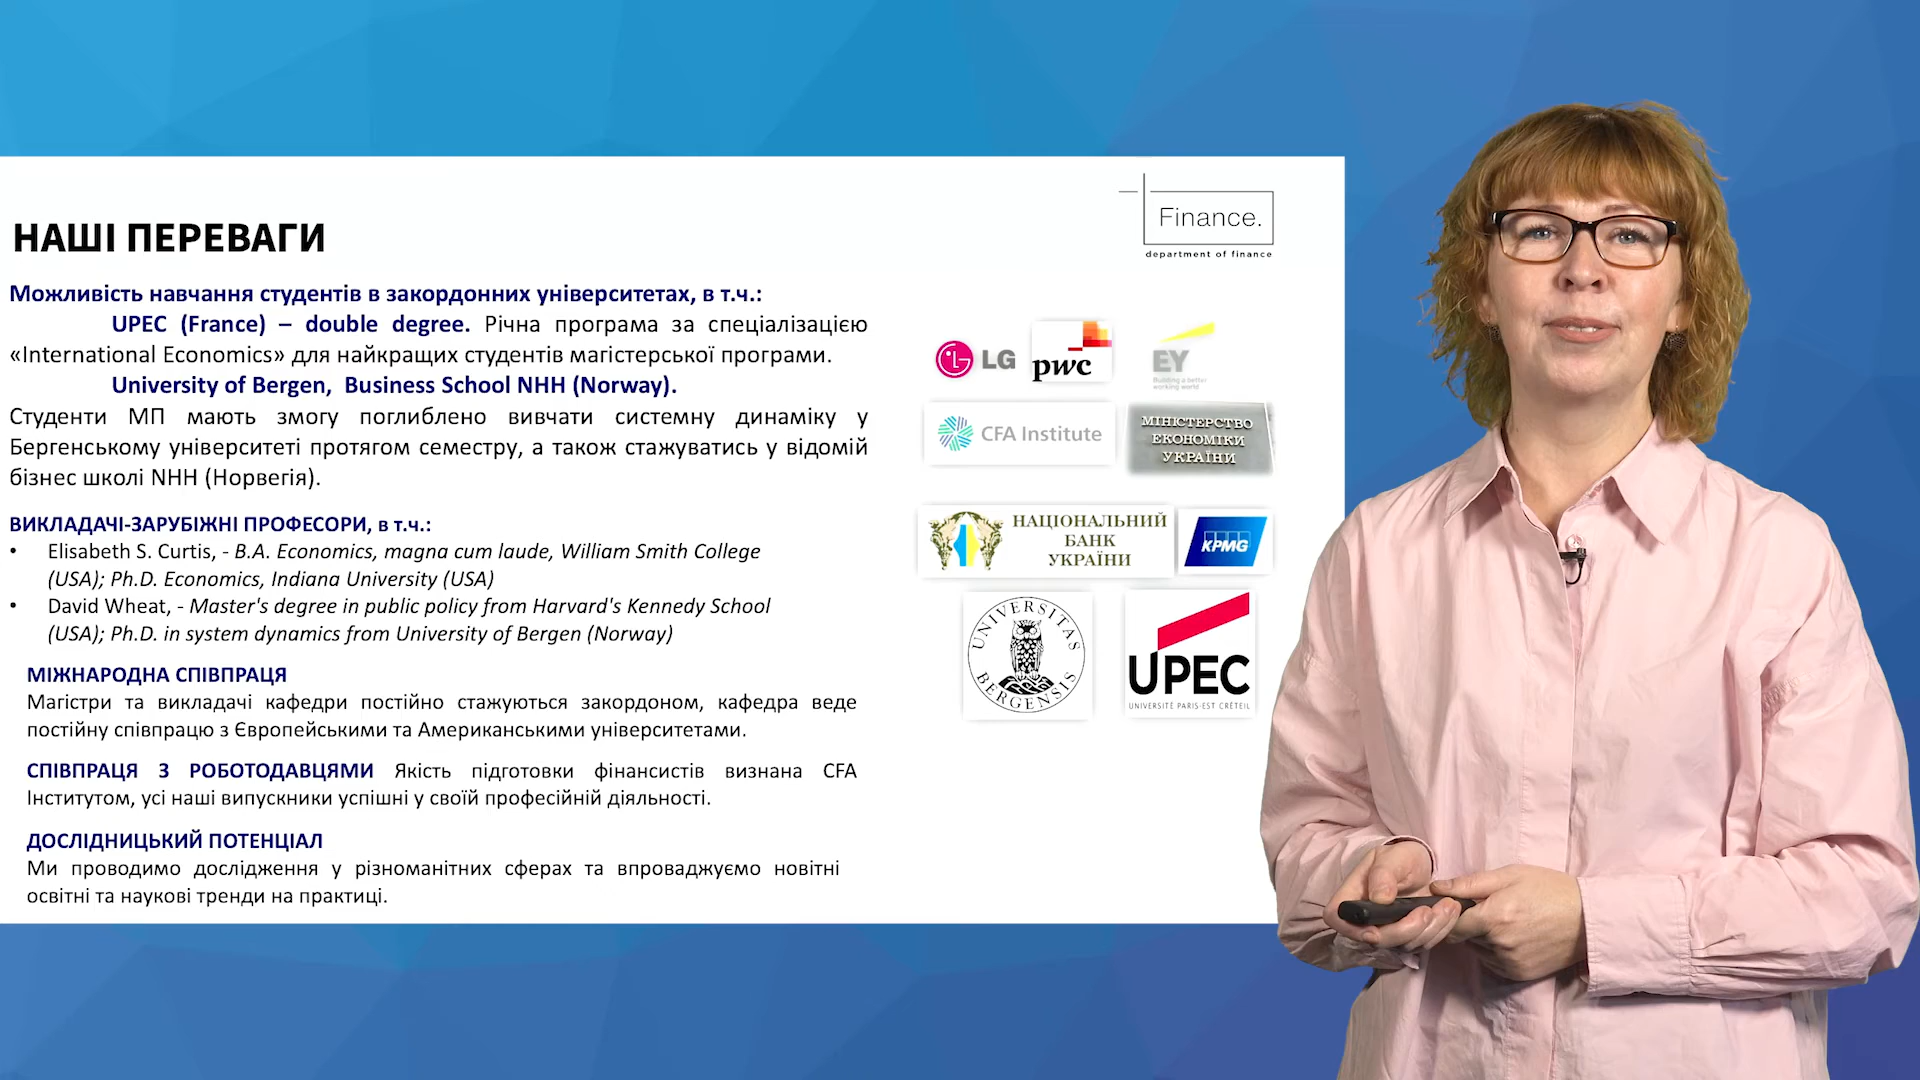 НАШІ ПЕРЕВАГИ
Можливість навчання студентів в закордонних університетах, в т.ч.:
UPEC (France) – double degree. Річна програма за спеціалізацією
«International Economics» для найкращих студентів магістерської програми.
University of Bergen, Business School NHH (Norway).
Студенти МП мають змогу поглиблено вивчати системну динаміку у
Бергенському університеті протягом семестру, а також стажуватись у відомій
бізнес школі NHH (Норвегія).
ВИКЛАДАЧІ-ЗАРУБІЖНІ ПРОФЕСОРИ, в т.ч.:
• Elisabeth S. Curtis, - B.A. Economics, magna cum laude, William Smith College
(USA); Ph.D. Economics, Indiana University (USA)
• David Wheat, - Master's degree in public policy from Harvard's Kennedy School
(USA); Ph.D. in system dynamics from University of Bergen (Norway)
МІЖНАРОДНА СПІВПРАЦЯ
Магістри та викладачі кафедри постійно стажуються закордоном, кафедра веде
постійну співпрацю з Європейськими та Американськими університетами.
СПІВПРАЦЯ З РОБОТОДАВЦЯМИ Якість підготовки фінансистів визнана CFA
Інститутом, усі наші випускники успішні у своїй професійній діяльності.
ДОСЛІДНИЦЬКИЙ ПОТЕНЦІАЛ
Ми проводимо дослідження у різноманітних сферах та впроваджуємо новітні
освітні та наукові тренди на практиці.
Finance.
department of finance
LG
pwc
EY
Building a better
working world
CFA Institute
МІНІСТЕРСТВО
ЕКОНОМІКИ
УКРАЇНИ
НАЦІОНАЛЬНИЙ
БАНК
УКРАЇНИ
KPMG
UNIVERSITAS
BERGENSIS
UPEC
UNIVERSITÉ PARIS-EST CRÉTEIL